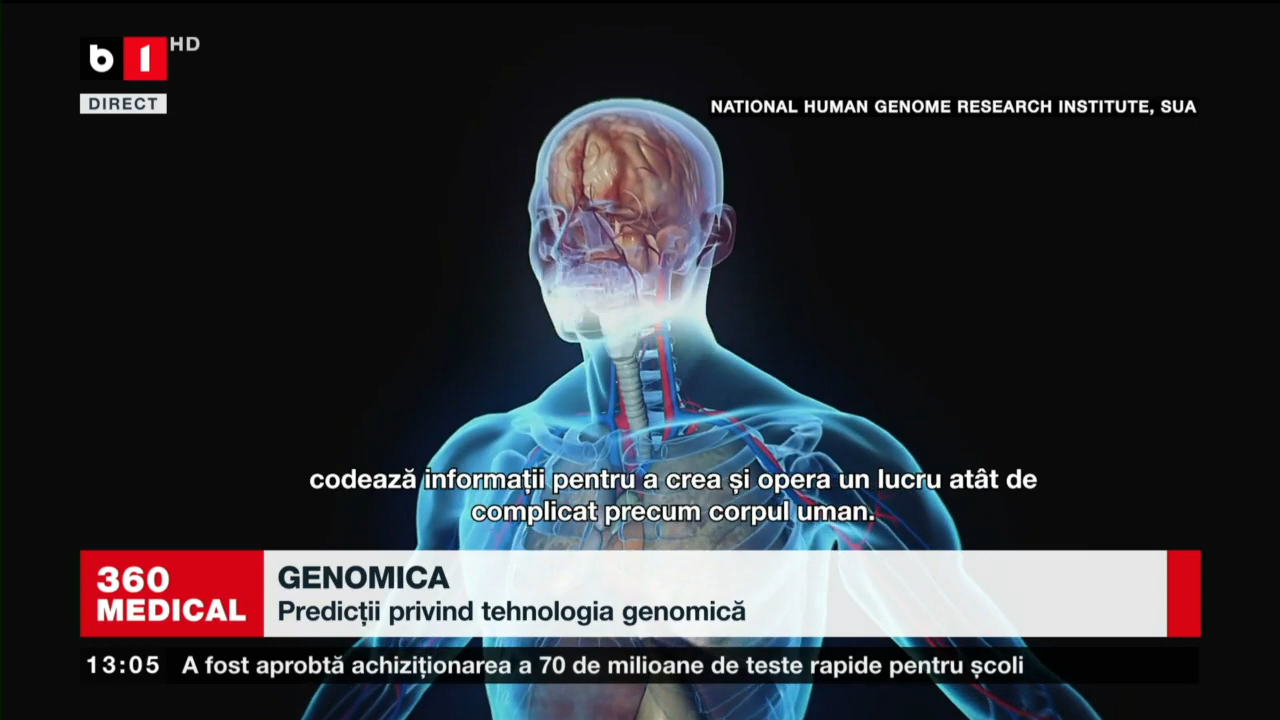 b1 HD
DIRECT
NATIONAL HUMAN GENOME RESEARCH INSTITUTE, SUA
codează informații pentru a crea și opera un lucru atât de
complicat precum corpul uman.
360
MEDICAL
GENOMICA
Predicții privind tehnologia genomică
13:05 A fost aprobtă achiziționarea a 70 de milioane de teste rapide pentru școli